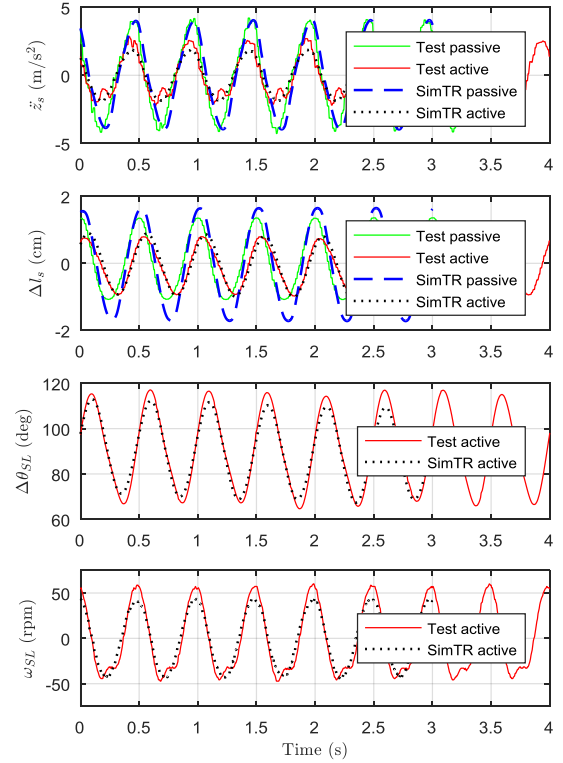 5
0
-5
z̈ₛ (m/s²)
Test passive
Test active
SimTR passive
SimTR active
0 0.5 1 1.5 2 2.5 3 3.5 4
2
0
-2
Δlₛ (cm)
Test passive
Test active
SimTR passive
SimTR active
0 0.5 1 1.5 2 2.5 3 3.5 4
120
100
80
60
Δθ_SL (deg)
Test active
SimTR active
0 0.5 1 1.5 2 2.5 3 3.5 4
50
0
-50
ω_SL (rpm)
Test active
SimTR active
0 0.5 1 1.5 2 2.5 3 3.5 4
Time (s)